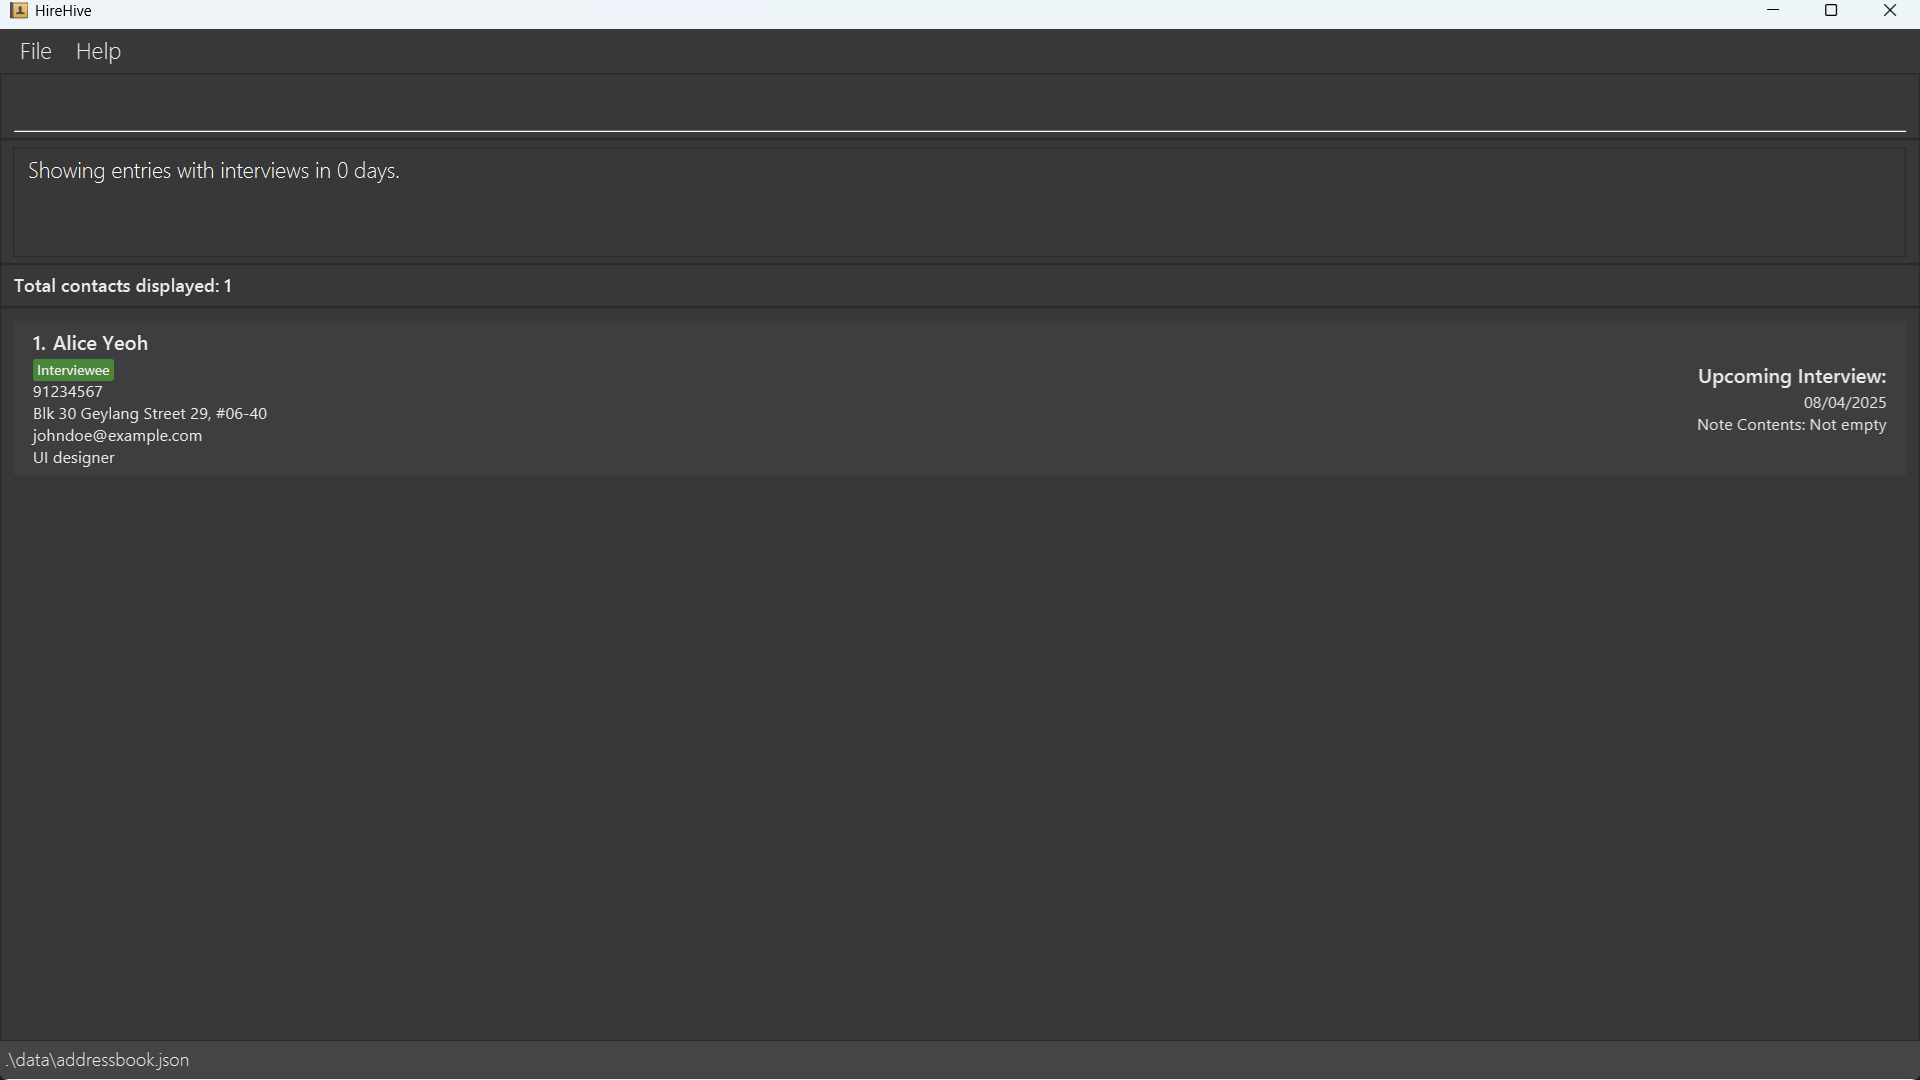 HireHive
File Help
Showing entries with interviews in 0 days.
Total contacts displayed: 1
1. Alice Yeoh
Interviewee
91234567
Blk 30 Geylang Street 29, #06-40
johndoe@example.com
UI designer
Upcoming Interview:
08/04/2025
Note Contents: Not empty
.\data\addressbook.json